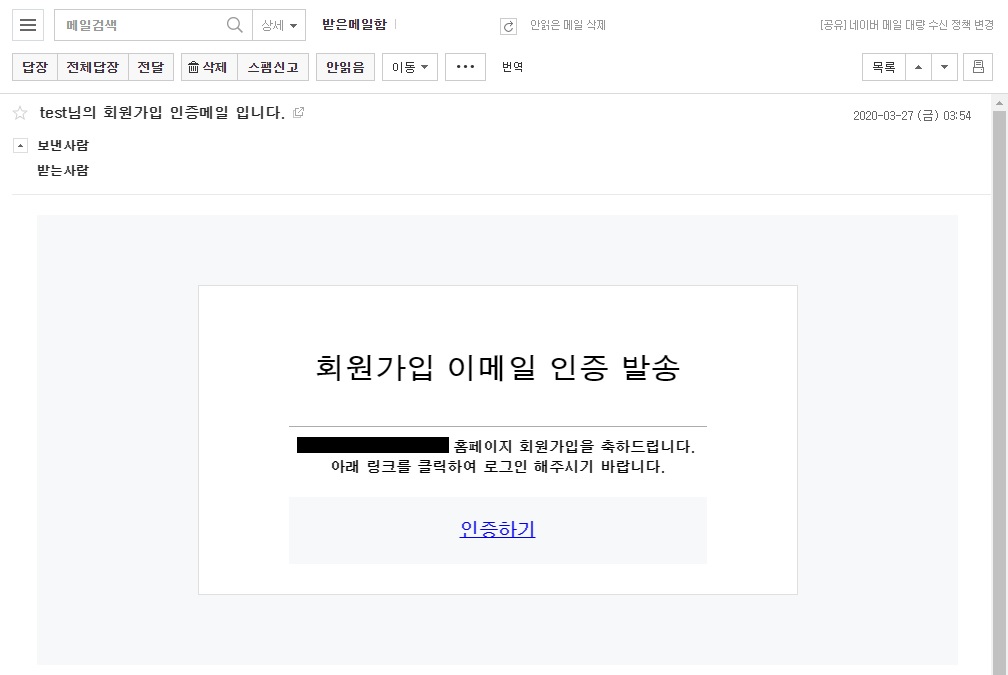 메일검색 상세 받은메일함 안읽은 메일 삭제 [공유] 네이버 메일 대량 수신 정책 변경
답장 전체답장 전달 삭제 스팸신고 안읽음 이동 ··· 번역 목록
test님의 회원가입 인증메일 입니다. 2020-03-27 (금) 03:54
보낸사람
받는사람
회원가입 이메일 인증 발송
홈페이지 회원가입을 축하드립니다.
아래 링크를 클릭하여 로그인 해주시기 바랍니다.
인증하기